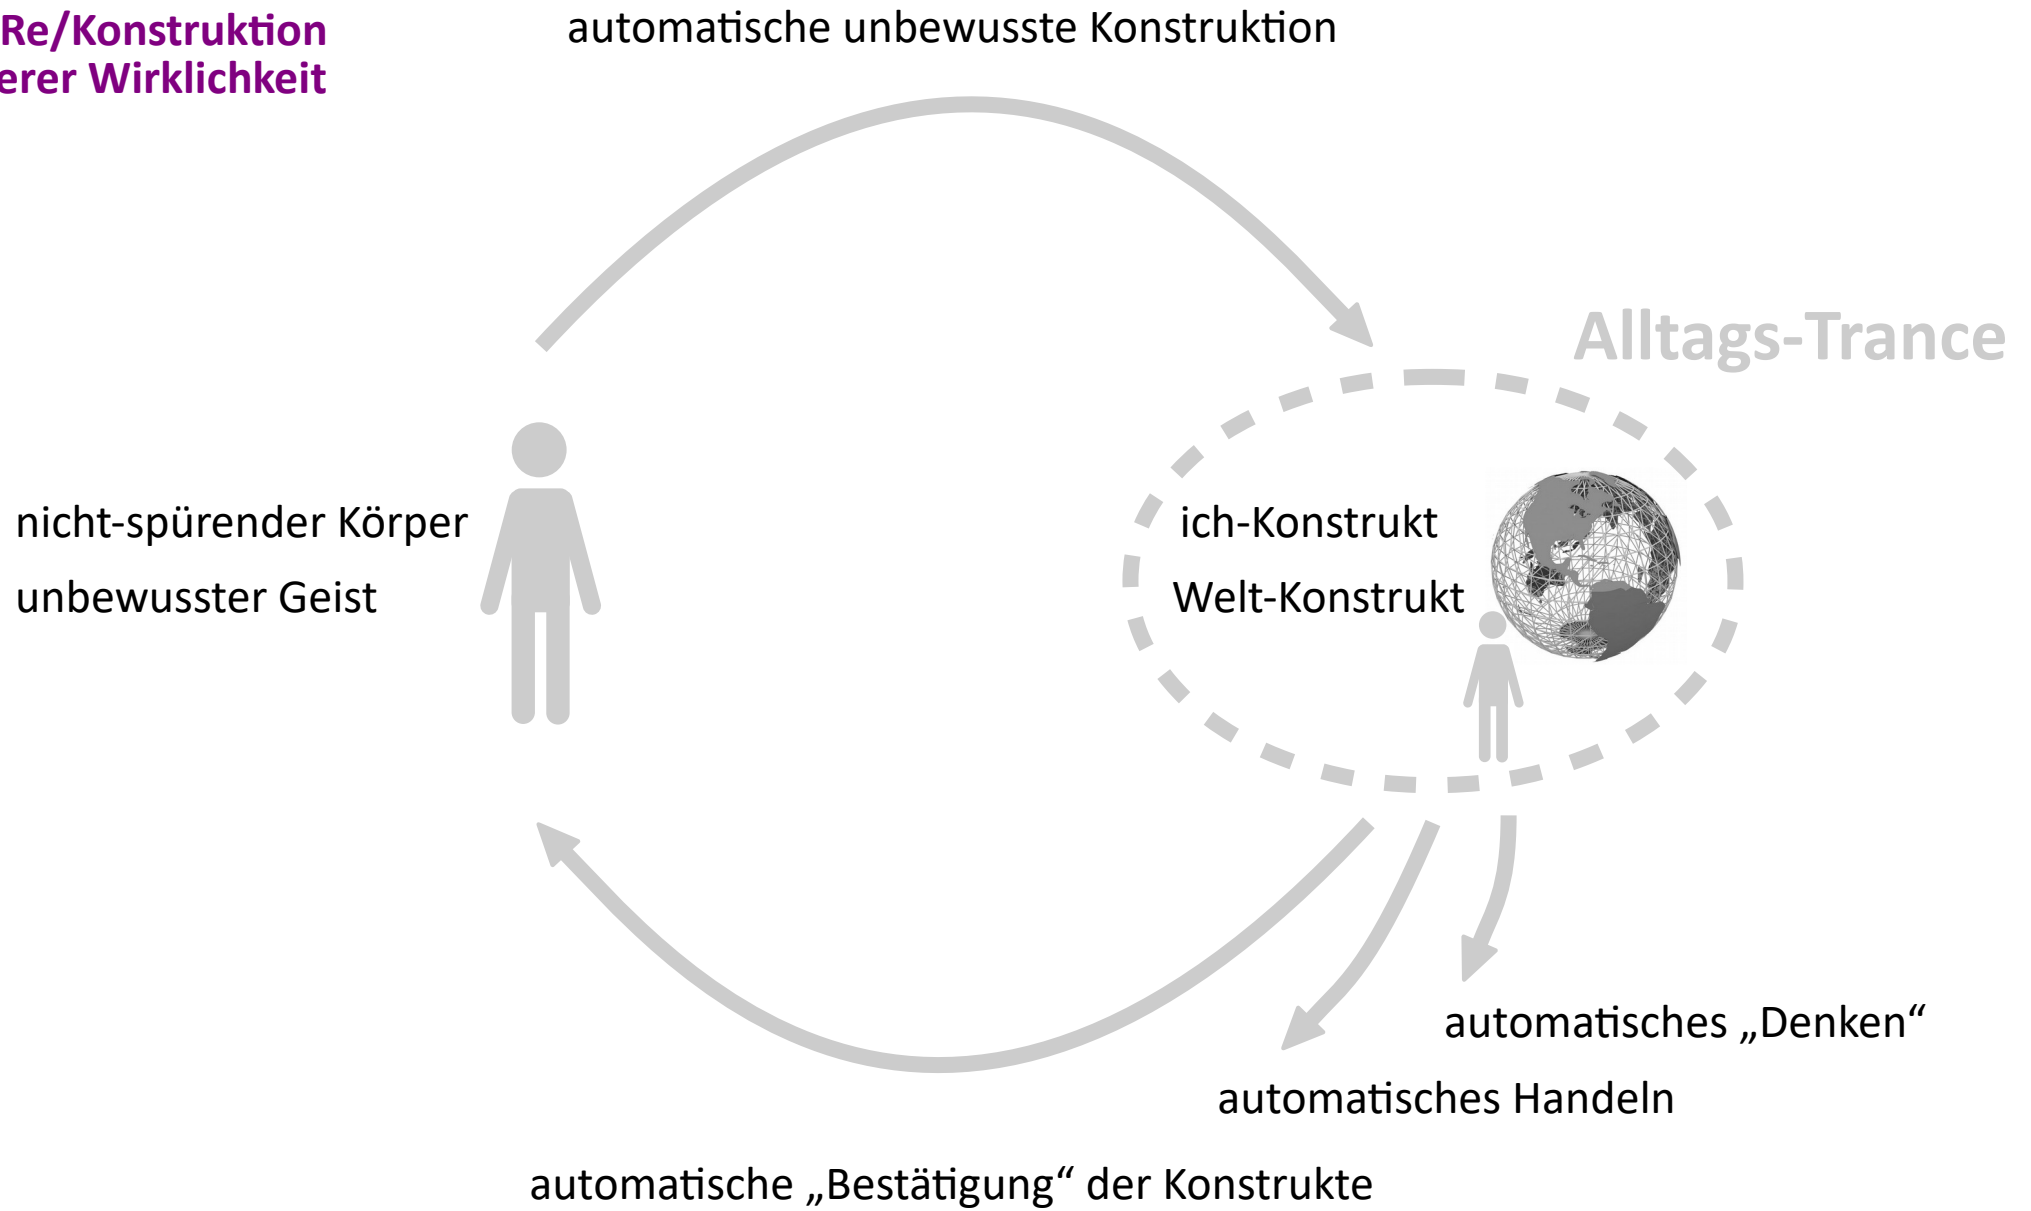 Re/Konstruktion
erer Wirklichkeit
automatische unbewusste Konstruktion
Alltags-Trance
nicht-spürender Körper
unbewusster Geist
ich-Konstrukt
Welt-Konstrukt
automatisches „Denken“
automatisches Handeln
automatische „Bestätigung“ der Konstrukte